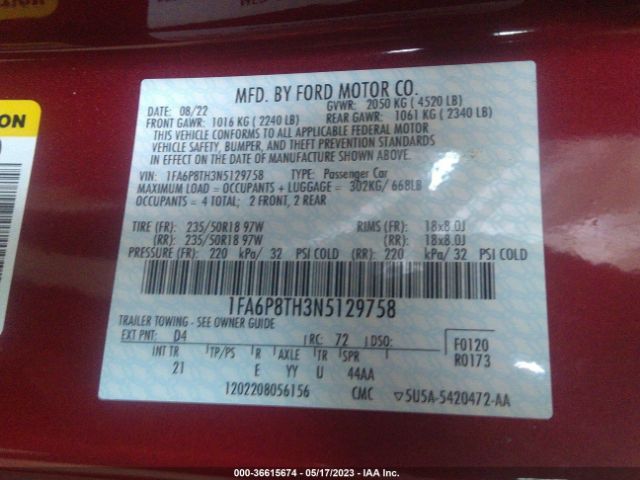 MFD. BY FORD MOTOR CO.
DATE: 08/22 GVWR: 2050 KG ( 4520 LB)
FRONT GAWR: 1016 KG ( 2240 LB) REAR GAWR: 1061 KG ( 2340 LB)
THIS VEHICLE CONFORMS TO ALL APPLICABLE FEDERAL MOTOR
VEHICLE SAFETY, BUMPER, AND THEFT PREVENTION STANDARDS
IN EFFECT ON THE DATE OF MANUFACTURE SHOWN ABOVE.
VIN: 1FA6P8TH3N5129758 TYPE: Passenger Car
MAXIMUM LOAD = OCCUPANTS + LUGGAGE = 302KG/ 668LB
OCCUPANTS = 4 TOTAL; 2 FRONT, 2 REAR
TIRE (FR): 235/50R18 97W RIMS (FR): 18x8.0J
(RR): 235/50R18 97W (RR): 18x8.0J
PRESSURE (FR): 220 kPa/ 32 PSI COLD (RR): 220 kPa/ 32 PSI COLD
1FA6P8TH3N5129758
TRAILER TOWING - SEE OWNER GUIDE
EXT PNT: D4 RC: 72 DSO: F0120
R0173
INT TR TP/PS R AXLE TR SPR
21 E YY U 44AA
1202208056156 CMC 5U5A-5420472-AA
ION
000-36615674 - 05/17/2023 - IAA Inc.